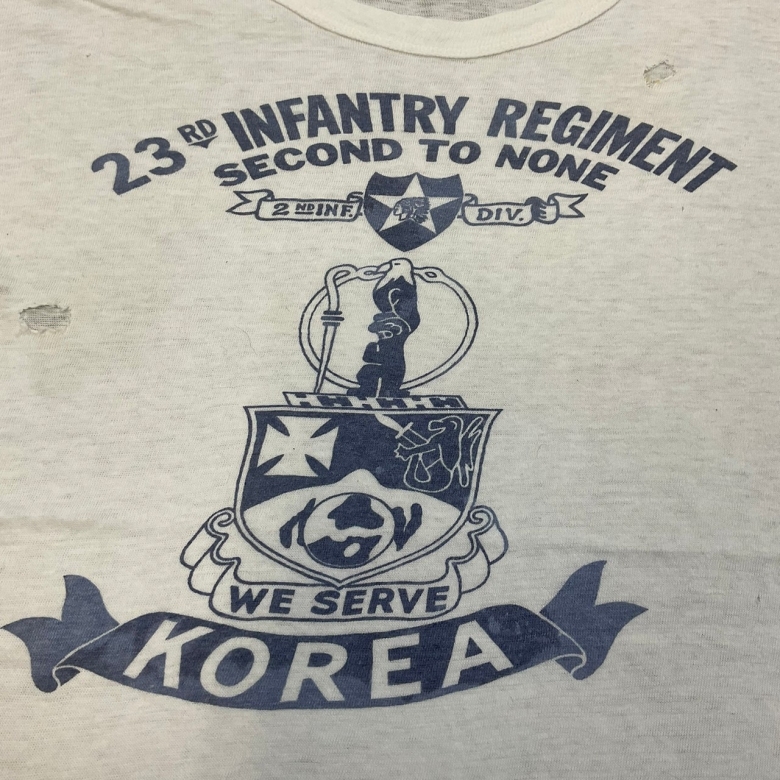 23RD INFANTRY REGIMENT
SECOND TO NONE
2ND INF. DIV.
WE SERVE
KOREA